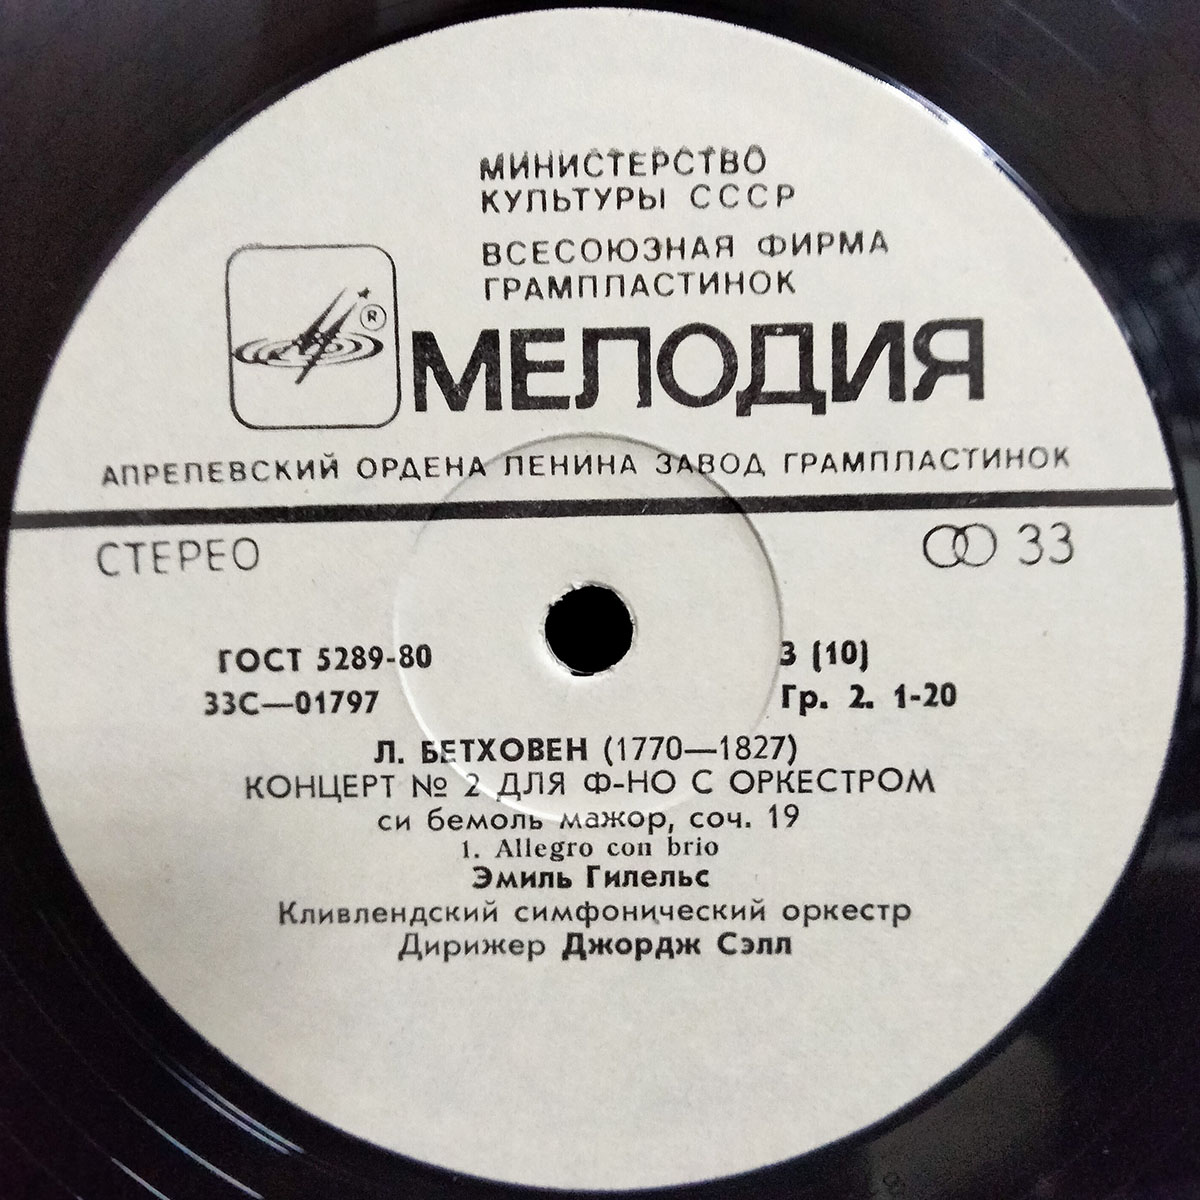 МИНИСТЕРСТВО
КУЛЬТУРЫ СССР
ВСЕСОЮЗНАЯ ФИРМА
ГРАМПЛАСТИНОК
®
МЕЛОДИЯ
АПРЕЛЕВСКИЙ ОРДЕНА ЛЕНИНА ЗАВОД ГРАМПЛАСТИНОК
СТЕРЕО 33
ГОСТ 5289-80 3 (10)
33С—01797 Гр. 2. 1-20
Л. БЕТХОВЕН (1770—1827)
КОНЦЕРТ № 2 ДЛЯ Ф-НО С ОРКЕСТРОМ
си бемоль мажор, соч. 19
1. Allegro con brio
Эмиль Гилельс
Кливлендский симфонический оркестр
Дирижер Джордж Сэлл